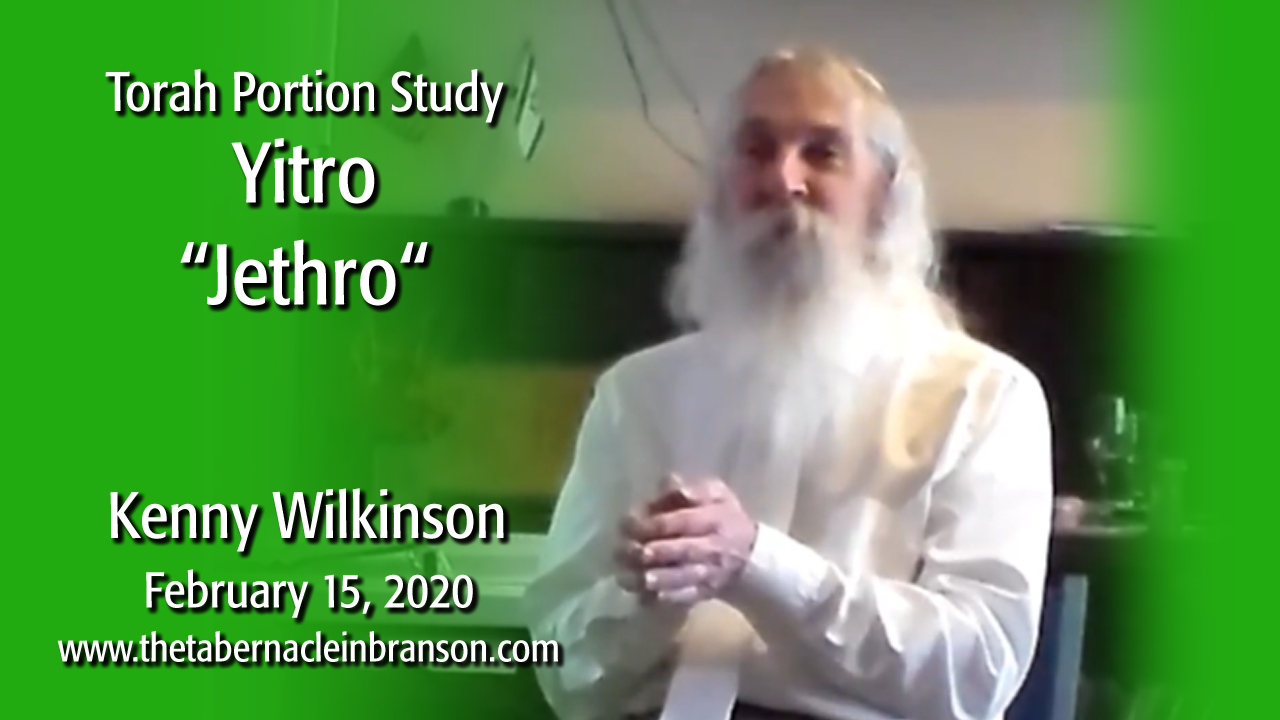 Torah Portion Study
Yitro
“Jethro“
Kenny Wilkinson
February 15, 2020
www.thetabernacleinbranson.com